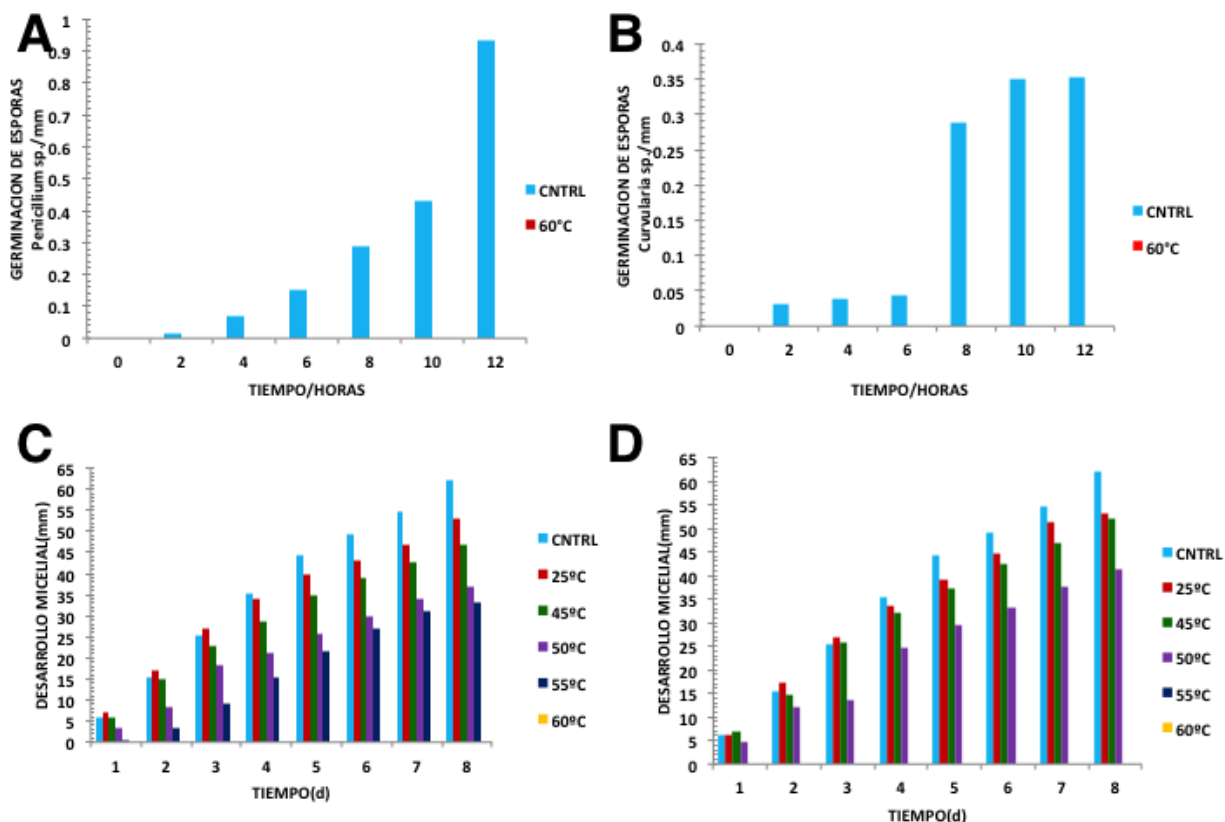 A
GERMINACION DE ESPORAS
Penicillium sp./mm
1
0.9
0.8
0.7
0.6
0.5
0.4
0.3
0.2
0.1
0
0 2 4 6 8 10 12
TIEMPO/HORAS
CNTRL
60°C
B
GERMINACION DE ESPORAS
Curvularia sp./mm
0.4
0.35
0.3
0.25
0.2
0.15
0.1
0.05
0
0 2 4 6 8 10 12
TIEMPO/HORAS
CNTRL
60°C
C
DESARROLLO MICELIAL(mm)
65
60
55
50
45
40
35
30
25
20
15
10
5
0
1 2 3 4 5 6 7 8
TIEMPO(d)
CNTRL
25ºC
45ºC
50ºC
55ºC
60ºC
D
DESARROLLO MICELIAL(mm)
65
60
55
50
45
40
35
30
25
20
15
10
5
0
1 2 3 4 5 6 7 8
TIEMPO(d)
CNTRL
25ºC
45ºC
50ºC
55ºC
60ºC